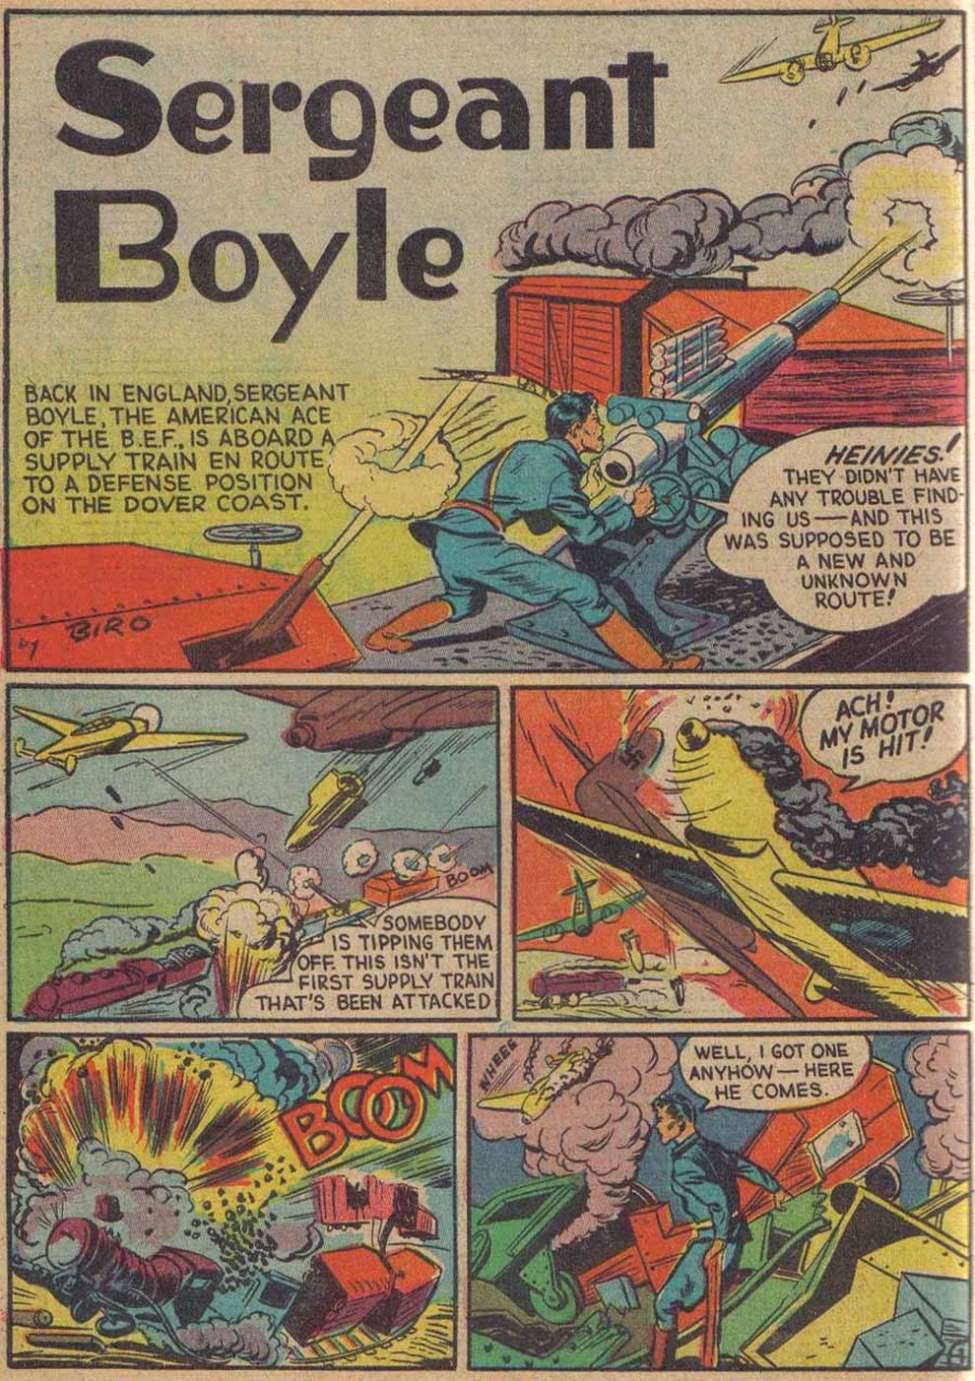 Sergeant
Boyle
BACK IN ENGLAND, SERGEANT
BOYLE, THE AMERICAN ACE
OF THE B.E.F., IS ABOARD A
SUPPLY TRAIN EN ROUTE
TO A DEFENSE POSITION
ON THE DOVER COAST.
HEINIES!
THEY DIDN'T HAVE
ANY TROUBLE FIND-
ING US — AND THIS
WAS SUPPOSED TO BE
A NEW AND
UNKNOWN
ROUTE!
by BIRO
BOOM
SOMEBODY
IS TIPPING THEM
OFF. THIS ISN'T THE
FIRST SUPPLY TRAIN
THAT'S BEEN ATTACKED
ACH!
MY MOTOR
IS HIT!
BOOM
WHEEE
WELL, I GOT ONE
ANYHOW — HERE
HE COMES.